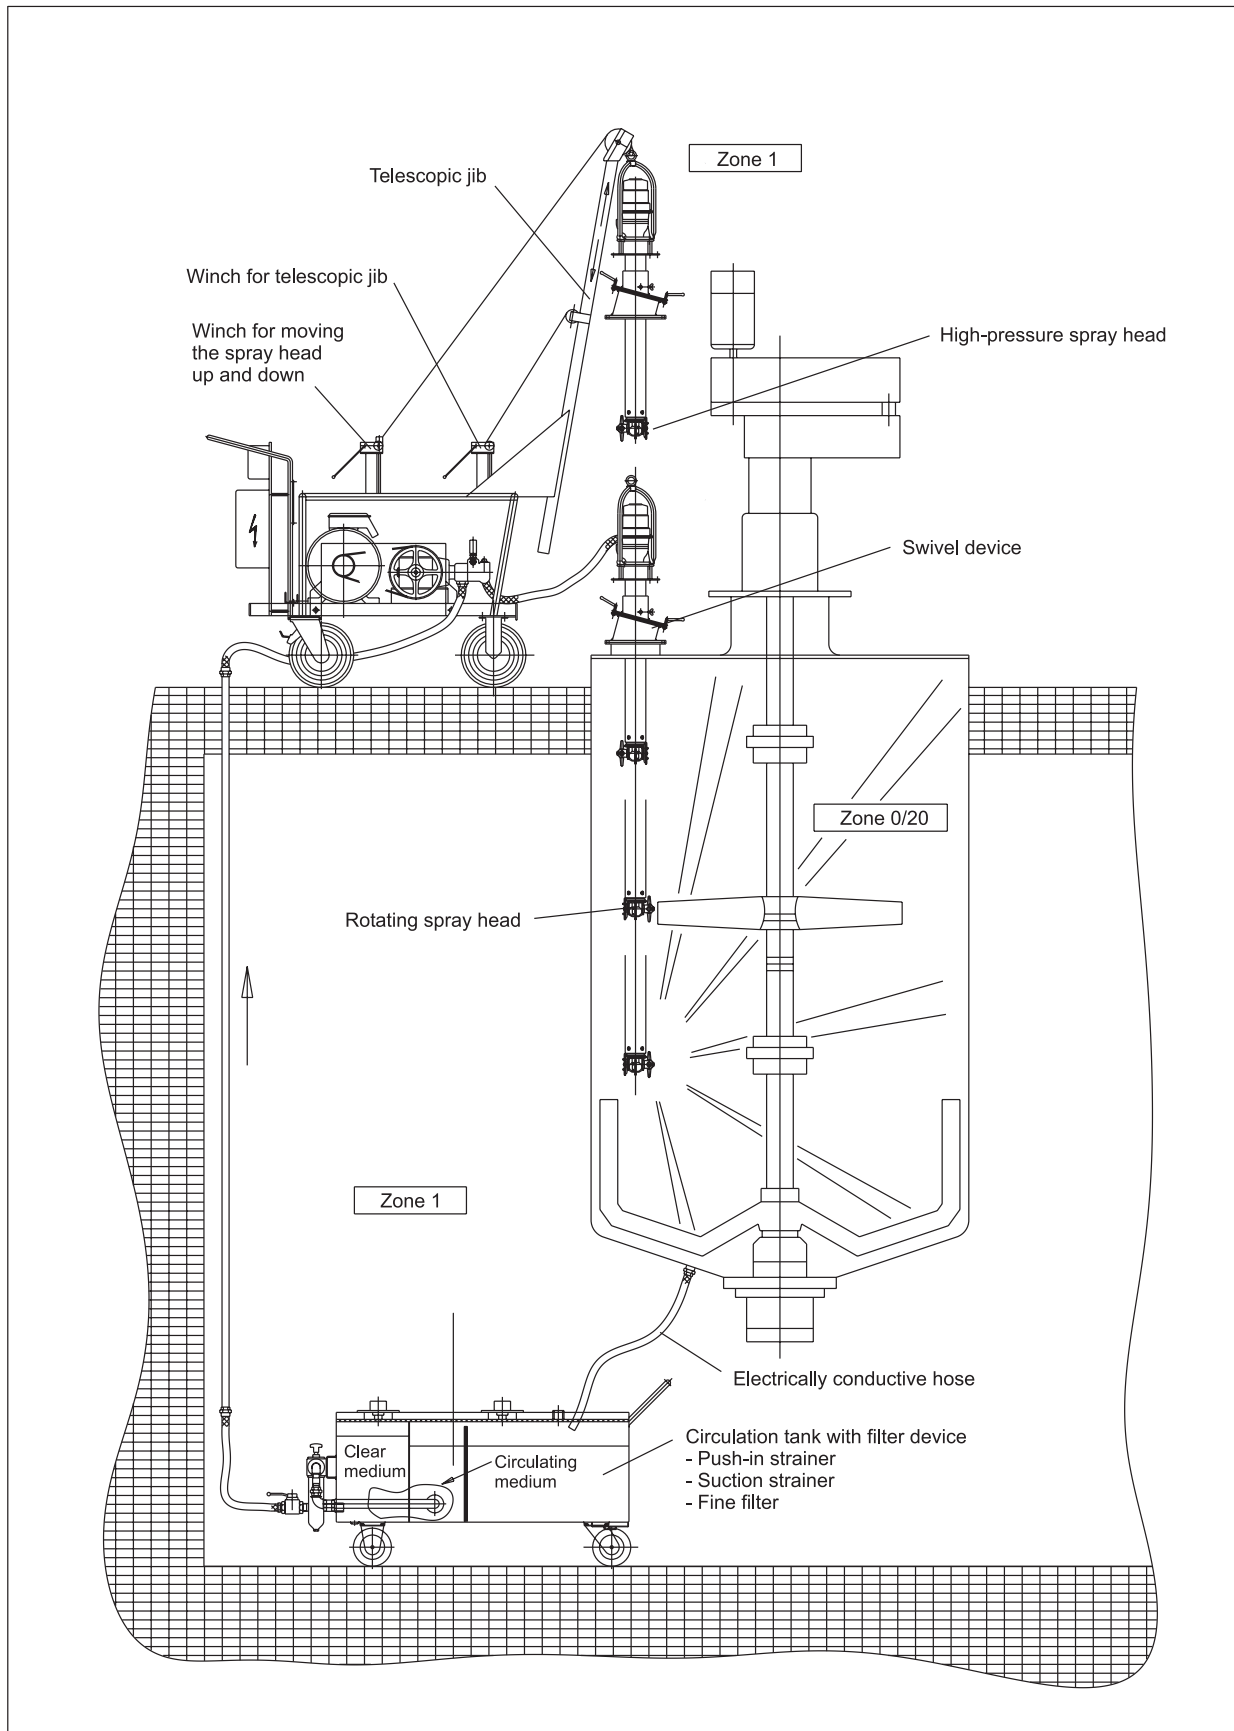 Zone 1
Telescopic jib
Winch for telescopic jib
Winch for moving
the spray head
up and down
High-pressure spray head
Swivel device
Zone 0/20
Rotating spray head
Zone 1
Electrically conductive hose
Clear
medium
Circulating
medium
Circulation tank with filter device
- Push-in strainer
- Suction strainer
- Fine filter